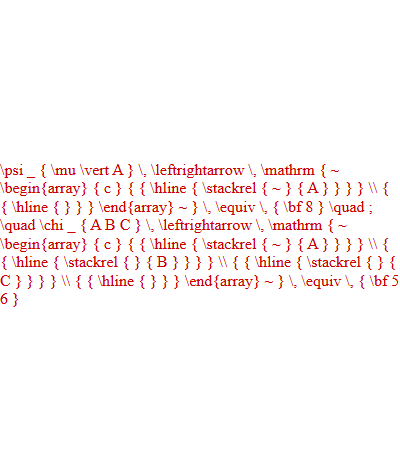 \psi _ { \mu \vert A } \, \leftrightarrow \, \mathrm { ~
\begin{array} { c } { { \hline { \stackrel { ~ } { A } } } } \\ {
{ \hline { } } } \end{array} ~ } \, \equiv \, { \bf 8 } \quad ;
\quad \chi _ { A B C } \, \leftrightarrow \, \mathrm { ~
\begin{array} { c } { { \hline { \stackrel { ~ } { A } } } } \\ {
{ \hline { \stackrel { } { B } } } } \\ { { \hline { \stackrel { } {
C } } } } \\ { { \hline { } } } \end{array} ~ } \, \equiv \, { \bf 5
6 }